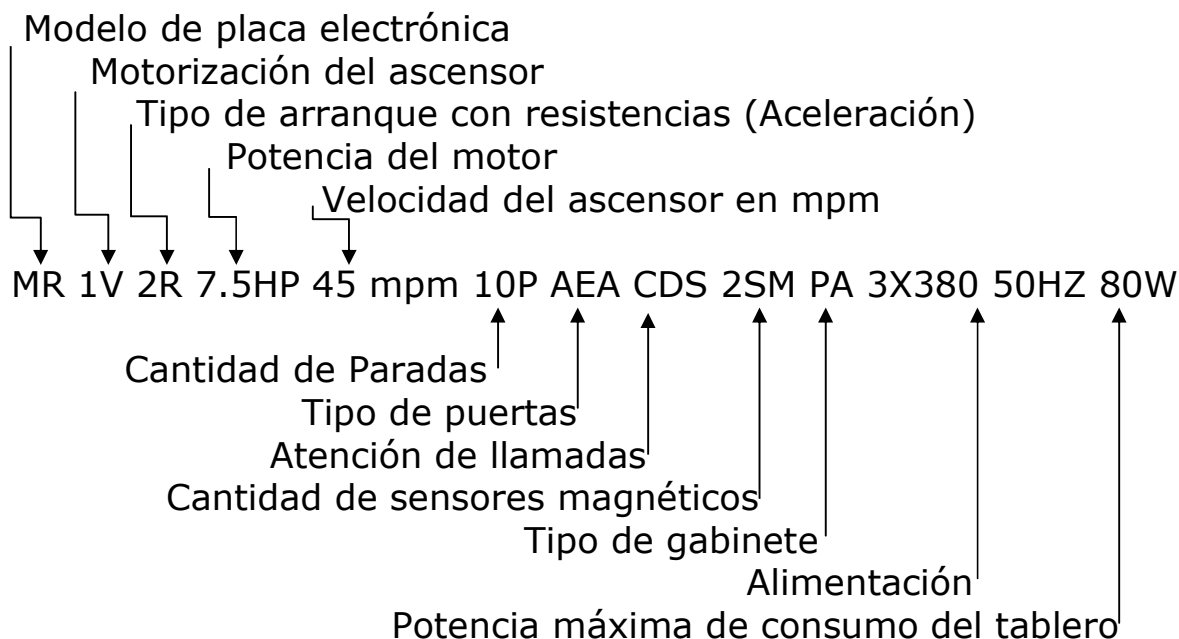 Modelo de placa electrónica
Motorización del ascensor
Tipo de arranque con resistencias (Aceleración)
Potencia del motor
Velocidad del ascensor en mpm
MR 1V 2R 7.5HP 45 mpm 10P AEA CDS 2SM PA 3X380 50HZ 80W
Cantidad de Paradas
Tipo de puertas
Atención de llamadas
Cantidad de sensores magnéticos
Tipo de gabinete
Alimentación
Potencia máxima de consumo del tablero